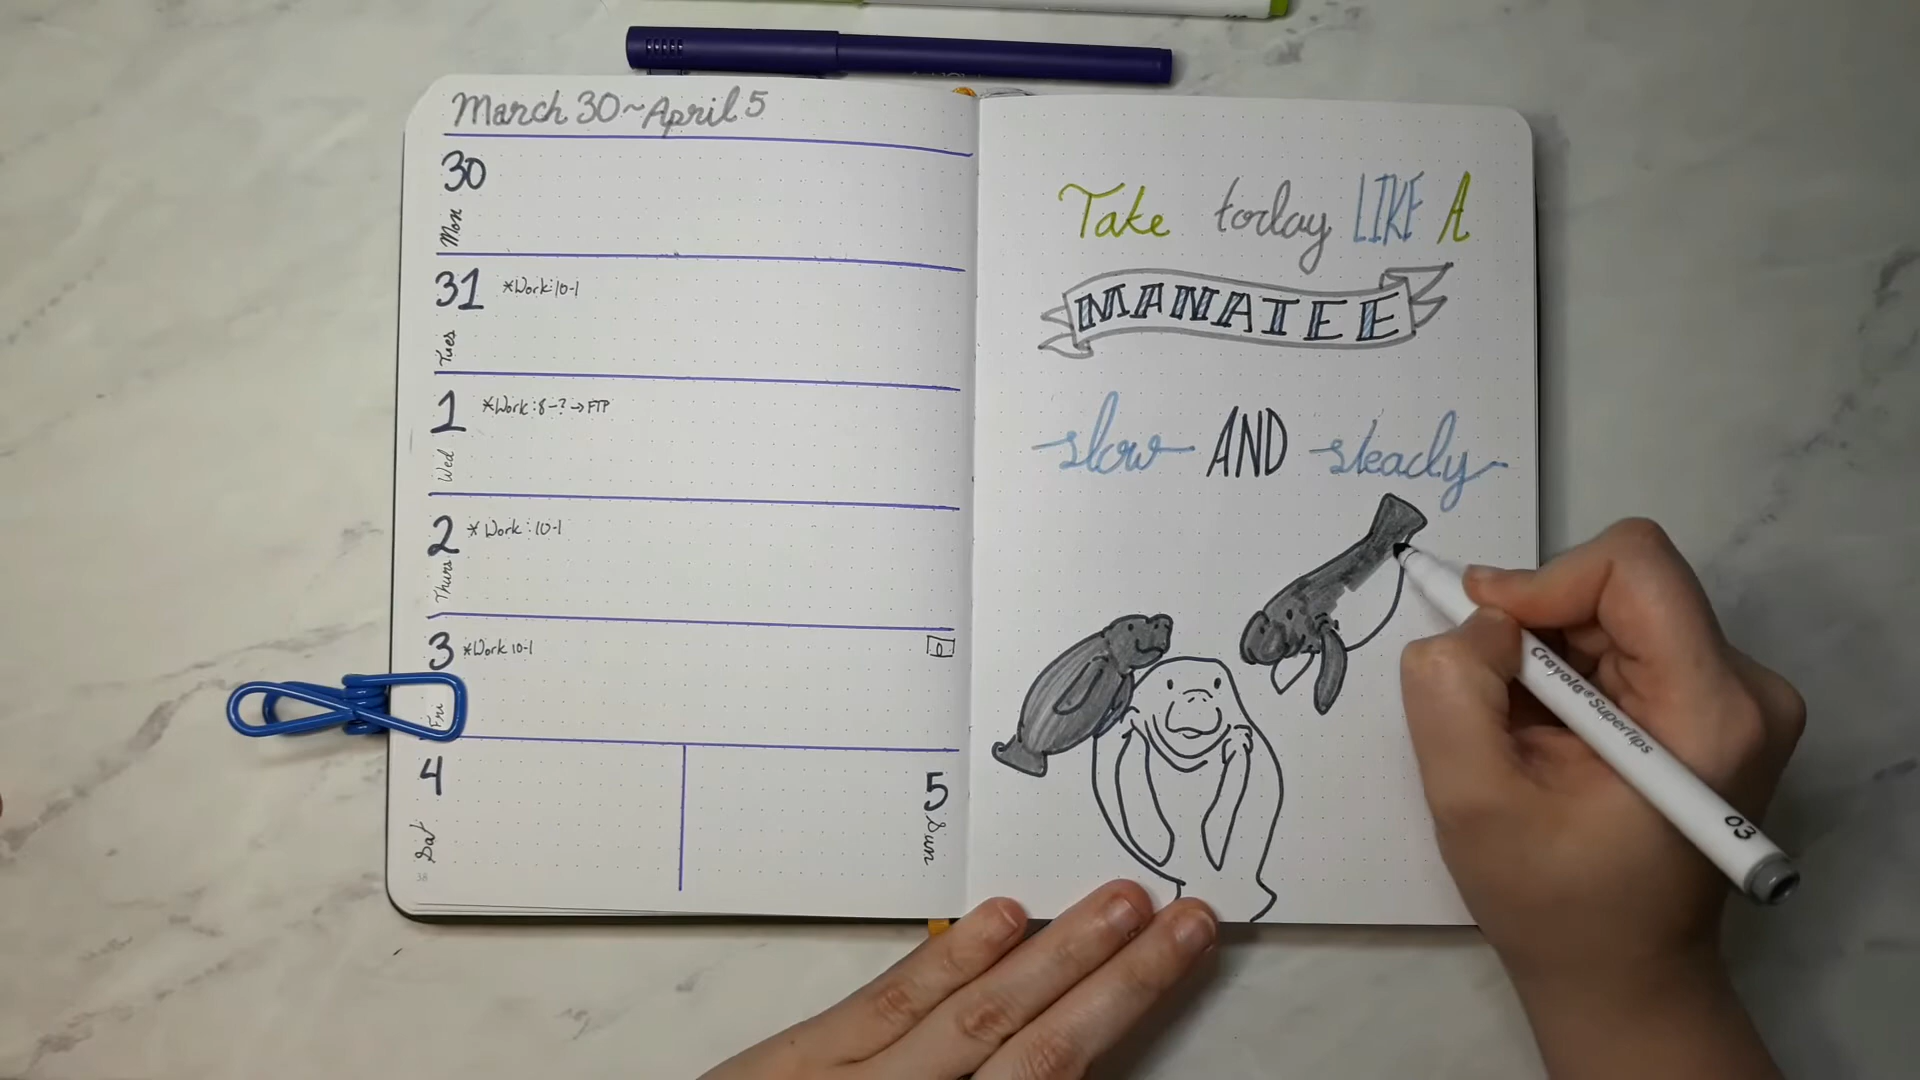 March 30~April 5
30
Mon
31 *Work:10-1
Tues
1 *Work:8-?→FTP
Wed
2 *Work:10-1
Thurs
3 *Work 10-1
Fri
4
Sat
5
Sun
38
Take today LIKE A
MANATEE
slow AND steady
Crayola® SuperTips
03